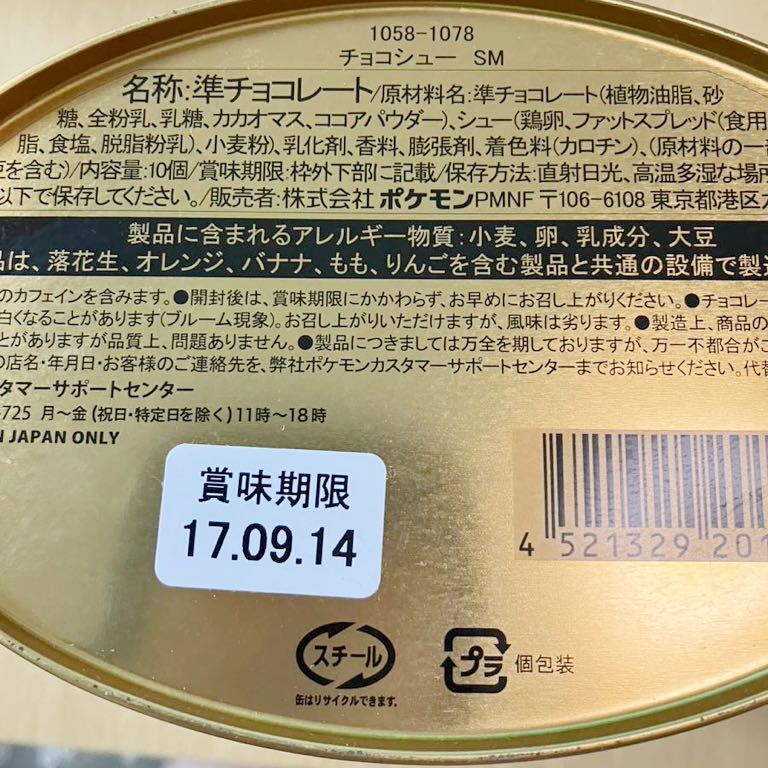 1058-1078
チョコシュー SM
名称:準チョコレート/原材料名:準チョコレート(植物油脂、砂
糖、全粉乳、乳糖、カカオマス、ココアパウダー)、シュー(鶏卵、ファットスプレッド(食用
脂、食塩、脱脂粉乳)、小麦粉)、乳化剤、香料、膨張剤、着色料(カロチン)、(原材料の一
を含む)/内容量:10個/賞味期限:枠外下部に記載/保存方法:直射日光、高温多湿な場所
以下で保存してください。/販売者:株式会社 ポケモンPMNF 〒106-6108 東京都港区
製品に含まれるアレルギー物質:小麦、卵、乳成分、大豆
品は、落花生、オレンジ、バナナ、もも、りんごを含む製品と共通の設備で製
のカフェインを含みます。●開封後は、賞味期限にかかわらず、お早めにお召し上がりください。●チョコレー
白くなることがあります(ブルーム現象)。お召し上がりいただけますが、風味は劣ります。●製造上、商品の
とがありますが品質上、問題ありません。●製品につきましては万全を期しておりますが、万一不都合がご
の店名・年月日・お客様のご連絡先を、弊社ポケモンカスタマーサポートセンターまでお知らせください。代
タマーサポートセンター
-725 月～金(祝日・特定日を除く)11時～18時
N JAPAN ONLY
賞味期限
17.09.14
4 521329 201
スチール
缶はリサイクルできます。
プラ 個包装